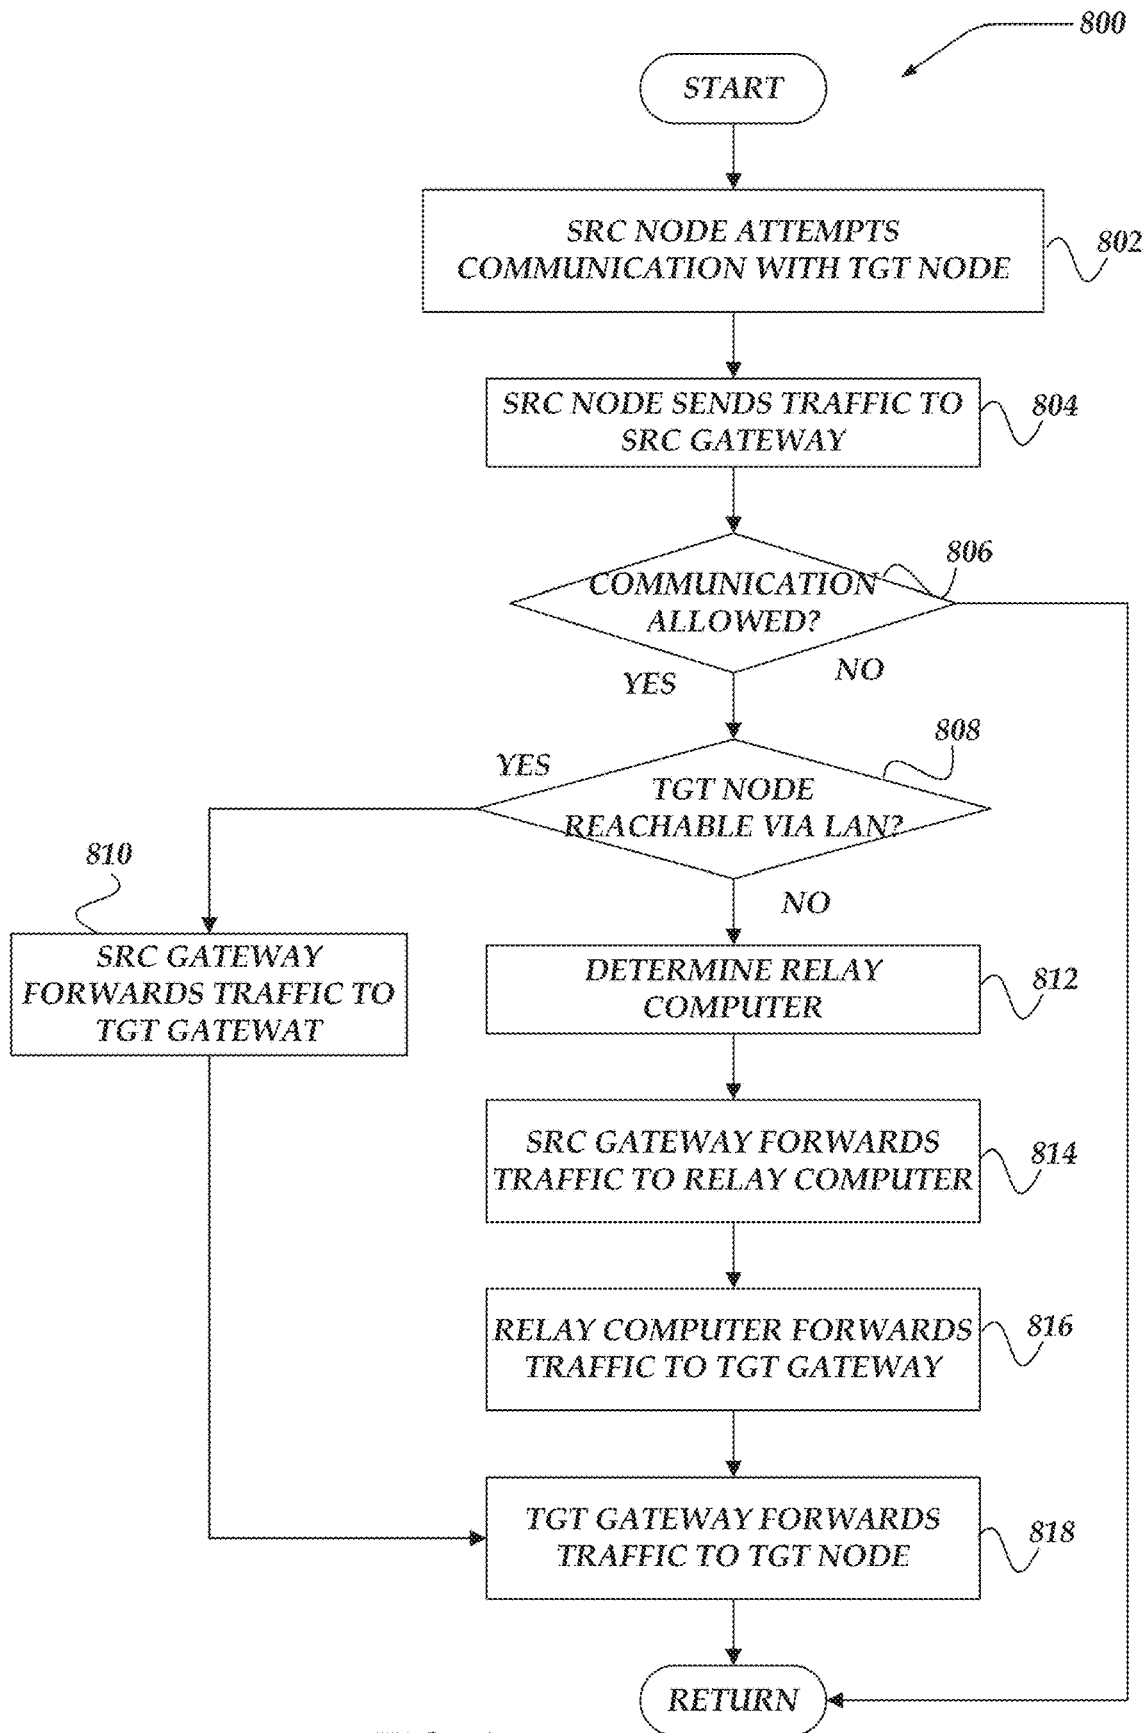 800
START
SRC NODE ATTEMPTS
COMMUNICATION WITH TGT NODE
802
SRC NODE SENDS TRAFFIC TO
SRC GATEWAY
804
806
COMMUNICATION
ALLOWED?
YES
NO
808
YES
TGT NODE
REACHABLE VIA LAN?
NO
810
SRC GATEWAY
FORWARDS TRAFFIC TO
TGT GATEWAT
DETERMINE RELAY
COMPUTER
812
SRC GATEWAY FORWARDS
TRAFFIC TO RELAY COMPUTER
814
RELAY COMPUTER FORWARDS
TRAFFIC TO TGT GATEWAY
816
TGT GATEWAY FORWARDS
TRAFFIC TO TGT NODE
818
RETURN